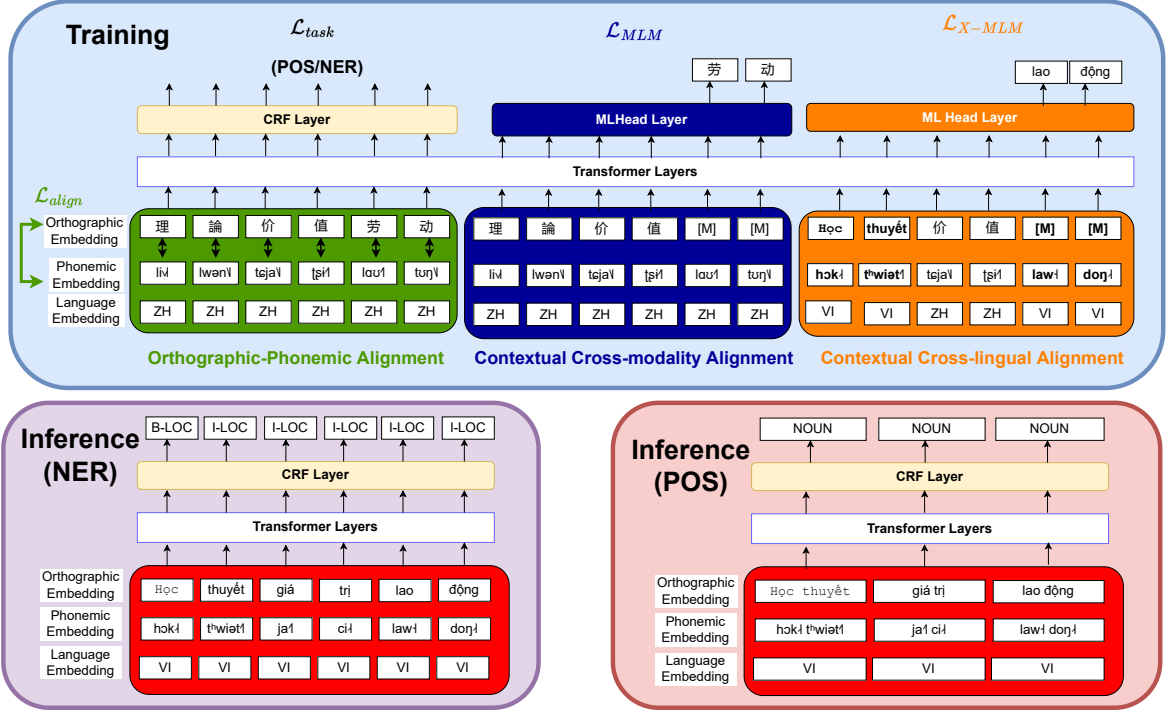 Training
ℒ_task
(POS/NER)
ℒ_MLM
ℒ_X−MLM
劳 动
lao động
CRF Layer
MLHead Layer
ML Head Layer
Transformer Layers
ℒ_align
Orthographic Embedding
理 論 价 值 劳 动
理 論 价 值 [M] [M]
Học thuyết 价 值 [M] [M]
Phonemic Embedding
li˧˩˥ lwən˥˩ tɕja˥˩ ʈʂi˧˥ lɑʊ˥˩ tʊŋ˥˩
li˧˩˥ lwən˥˩ tɕja˥˩ ʈʂi˧˥ lɑʊ˧˥ tʊŋ˥˩
hɔk˧˨ tʰwiət˦˥ tɕja˥˩ ʈʂi˧˥ law˧ doŋ˧˨
Language Embedding
ZH ZH ZH ZH ZH ZH
ZH ZH ZH ZH ZH ZH
VI VI ZH ZH VI VI
Orthographic-Phonemic Alignment
Contextual Cross-modality Alignment
Contextual Cross-lingual Alignment
Inference
(NER)
B-LOC I-LOC I-LOC I-LOC I-LOC I-LOC
CRF Layer
Transformer Layers
Orthographic Embedding
Học thuyết giá trị lao động
Phonemic Embedding
hɔk˧˨ tʰwiət˦˥ ja˦˥ ci˧˨ law˧ doŋ˧˨
Language Embedding
VI VI VI VI VI VI
Inference
(POS)
NOUN NOUN NOUN
CRF Layer
Transformer Layers
Orthographic Embedding
Học thuyết giá trị lao động
Phonemic Embedding
hɔk˧˨ tʰwiət˦˥ ja˦˥ ci˧˨ law˧ doŋ˧˨
Language Embedding
VI VI VI